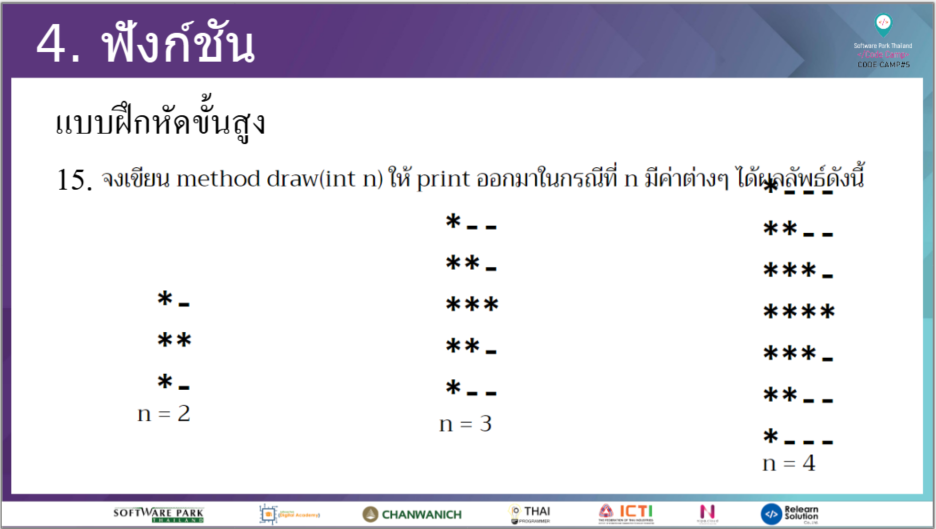 4. ฟังก์ชัน
Software Park Thailand
CODE CAMP#5
แบบฝึกหัดขั้นสูง
15. จงเขียน method draw(int n) ให้ print ออกมาในกรณีที่ n มีค่าต่างๆ ได้ผลลัพธ์ดังนี้
*-
**
*-
n = 2
*--
**-
***
**-
*--
n = 3
*---
**--
***-
****
***-
**--
*---
n = 4
SOFTWARE PARK
THAILAND
CHANWANICH
THAI
PROGRAMMER
ICTI
Relearn
Solution